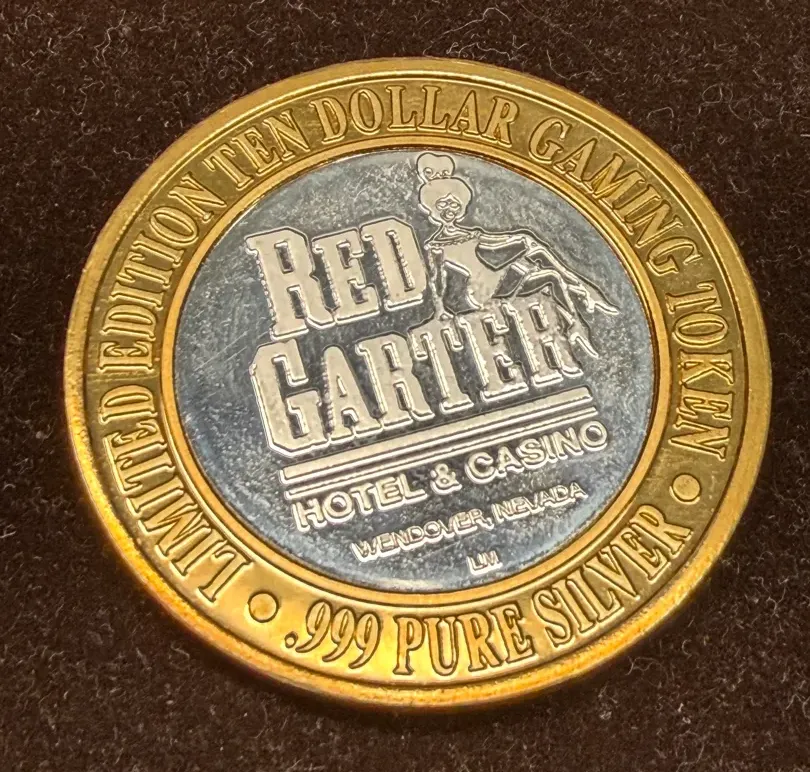 LIMITED EDITION TEN DOLLAR GAMING TOKEN
RED
GARTER
HOTEL & CASINO
WENDOVER, NEVADA
LM
.999 PURE SILVER